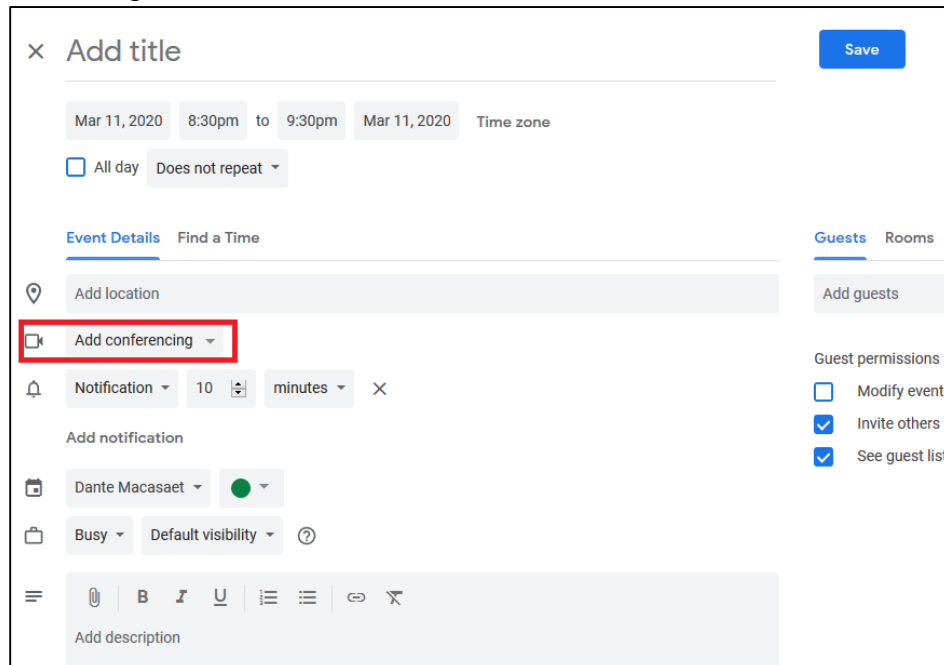 Add title
Save
Mar 11, 2020 8:30pm to 9:30pm Mar 11, 2020 Time zone
All day Does not repeat
Event Details Find a Time
Guests Rooms
Add location
Add guests
Add conferencing
Guest permissions
Notification 10 minutes
Modify event
Add notification
Invite others
See guest list
Dante Macasaet
Busy Default visibility
B I U
Add description